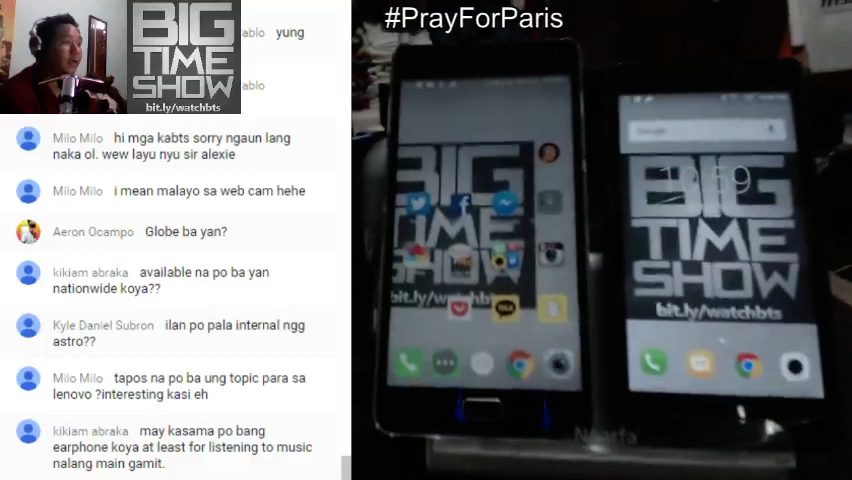 #PrayForParis
BIG
TIME
SHOW
bit.ly/watchbts
ablo yung
ablo
Milo Milo hi mga kabts sorry ngaun lang
naka ol. wew layu nyu sir alexie
Milo Milo i mean malayo sa web cam hehe
Aeron Ocampo Globe ba yan?
kikiam abraka available na po ba yan
nationwide koya??
Kyle Daniel Subron ilan po pala internal ngg
astro??
Milo Milo tapos na po ba ung topic para sa
lenovo ?interesting kasi eh
kikiam abraka may kasama po bang
earphone koya at least for listening to music
nalang main gamit.
BIG
TIME
SHOW
bit.ly/watchbts
Google
10:59
BIG
TIME
SHOW
bit.ly/watchbts